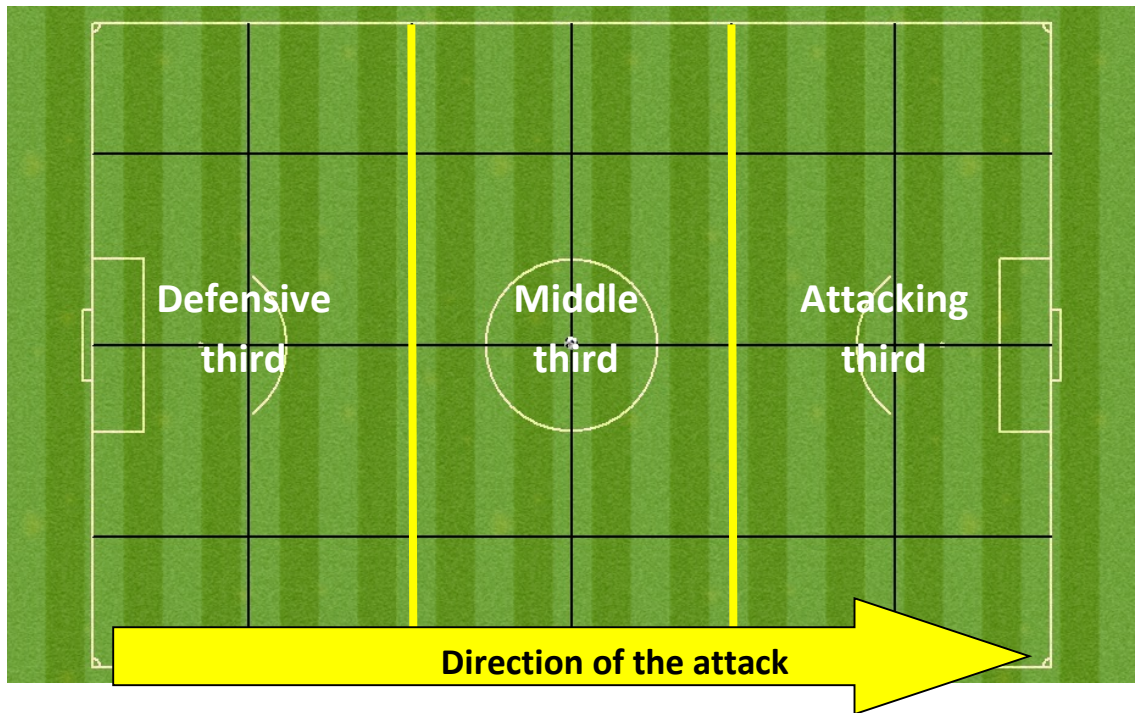 Defensive
third
Middle
third
Attacking
third
Direction of the attack